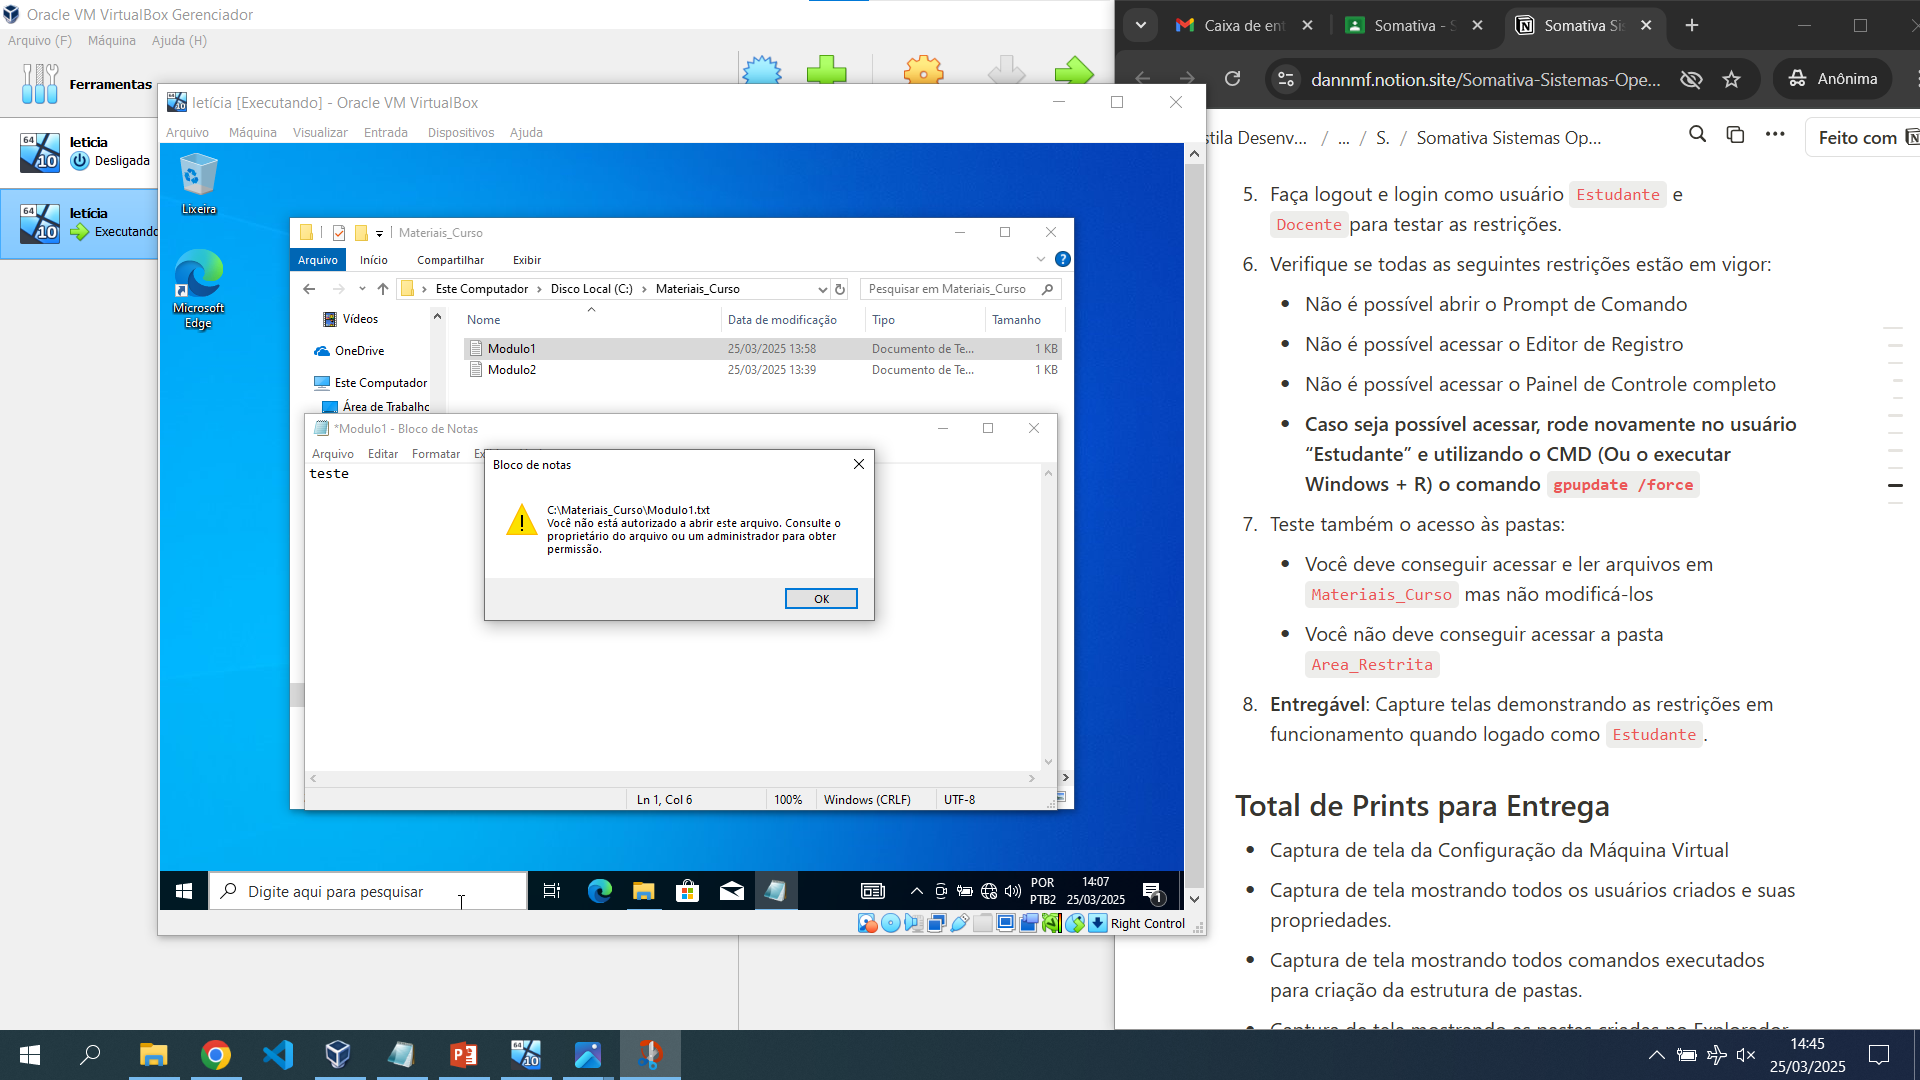 Oracle VM VirtualBox Gerenciador
Arquivo (F) Máquina Ajuda (H)
Ferramentas
leticia
Desligada
letícia
Executando
letícia [Executando] - Oracle VM VirtualBox
Arquivo Máquina Visualizar Entrada Dispositivos Ajuda
Lixeira
Microsoft
Edge
Materiais_Curso
Arquivo Início Compartilhar Exibir
Este Computador Disco Local (C:) Materiais_Curso
Pesquisar em Materiais_Curso
Vídeos
OneDrive
Este Computador
Área de Trabalho
Nome Data de modificação Tipo Tamanho
Modulo1 25/03/2025 13:58 Documento de Te... 1 KB
Modulo2 25/03/2025 13:39 Documento de Te... 1 KB
*Modulo1 - Bloco de Notas
Arquivo Editar Formatar Ex
teste
Bloco de notas
C:\Materiais_Curso\Modulo1.txt
Você não está autorizado a abrir este arquivo. Consulte o
proprietário do arquivo ou um administrador para obter
permissão.
OK
Ln 1, Col 6 100% Windows (CRLF) UTF-8
Digite aqui para pesquisar
POR
PTB2
14:07
25/03/2025
1
Right Control
Caixa de ent
Somativa - S
Somativa Sis
dannmf.notion.site/Somativa-Sistemas-Ope...
Anônima
stila Desenv... / ... / S. / Somativa Sistemas Op...
Feito com
5. Faça logout e login como usuário Estudante e
Docente para testar as restrições.
6. Verifique se todas as seguintes restrições estão em vigor:
• Não é possível abrir o Prompt de Comando
• Não é possível acessar o Editor de Registro
• Não é possível acessar o Painel de Controle completo
• Caso seja possível acessar, rode novamente no usuário
“Estudante” e utilizando o CMD (Ou o executar
Windows + R) o comando gpupdate /force
7. Teste também o acesso às pastas:
• Você deve conseguir acessar e ler arquivos em
Materiais_Curso mas não modificá-los
• Você não deve conseguir acessar a pasta
Area_Restrita
8. Entregável: Capture telas demonstrando as restrições em
funcionamento quando logado como Estudante.
Total de Prints para Entrega
• Captura de tela da Configuração da Máquina Virtual
• Captura de tela mostrando todos os usuários criados e suas
propriedades.
• Captura de tela mostrando todos comandos executados
para criação da estrutura de pastas.
• Captura de tela mostrando as pastas criadas no Explorador
14:45
25/03/2025